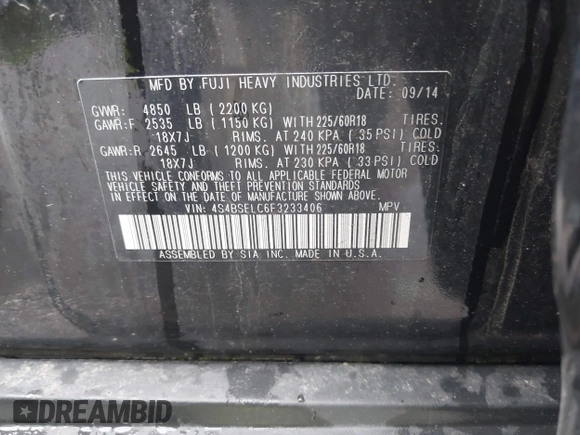 MFD BY FUJI HEAVY INDUSTRIES LTD.
DATE: 09/14
GVWR: 4850 LB (2200 KG)
GAWR:F 2535 LB (1150 KG) WITH 225/60R18 TIRES.
18X7J RIMS. AT 240 KPA (35 PSI) COLD
GAWR:R 2645 LB (1200 KG) WITH 225/60R18 TIRES:
18X7J RIMS. AT 230 KPA (33 PSI) COLD
THIS VEHICLE CONFORMS TO ALL APPLICABLE FEDERAL MOTOR
VEHICLE SAFETY AND THEFT PREVENTION STANDARDS IN
EFFECT ON THE DATE OF MANUFACTURE SHOWN ABOVE.
VIN: 4S4BSELC6F3233406 MPV
ASSEMBLED BY SIA INC. MADE IN U.S.A.
DREAMBID